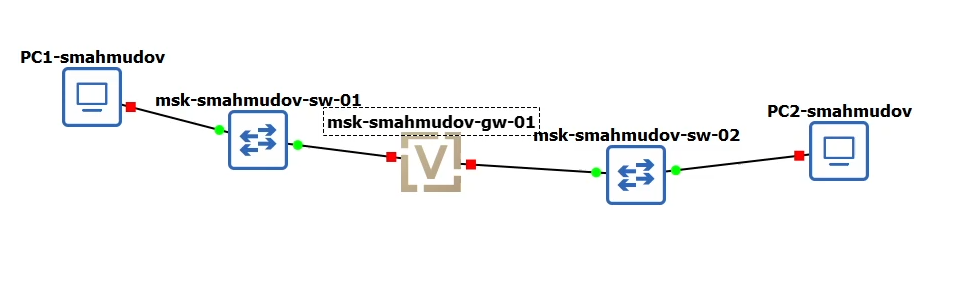 PC1-smahmudov
msk-smahmudov-sw-01
msk-smahmudov-gw-01
V
msk-smahmudov-sw-02
PC2-smahmudov